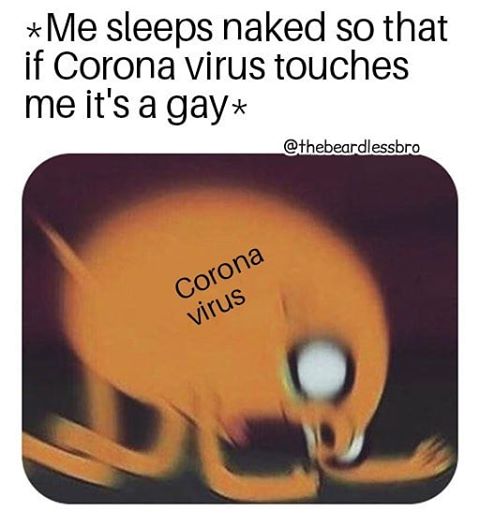 *Me sleeps naked so that
if Corona virus touches
me it's a gay*
@thebeardlessbro
Corona
virus